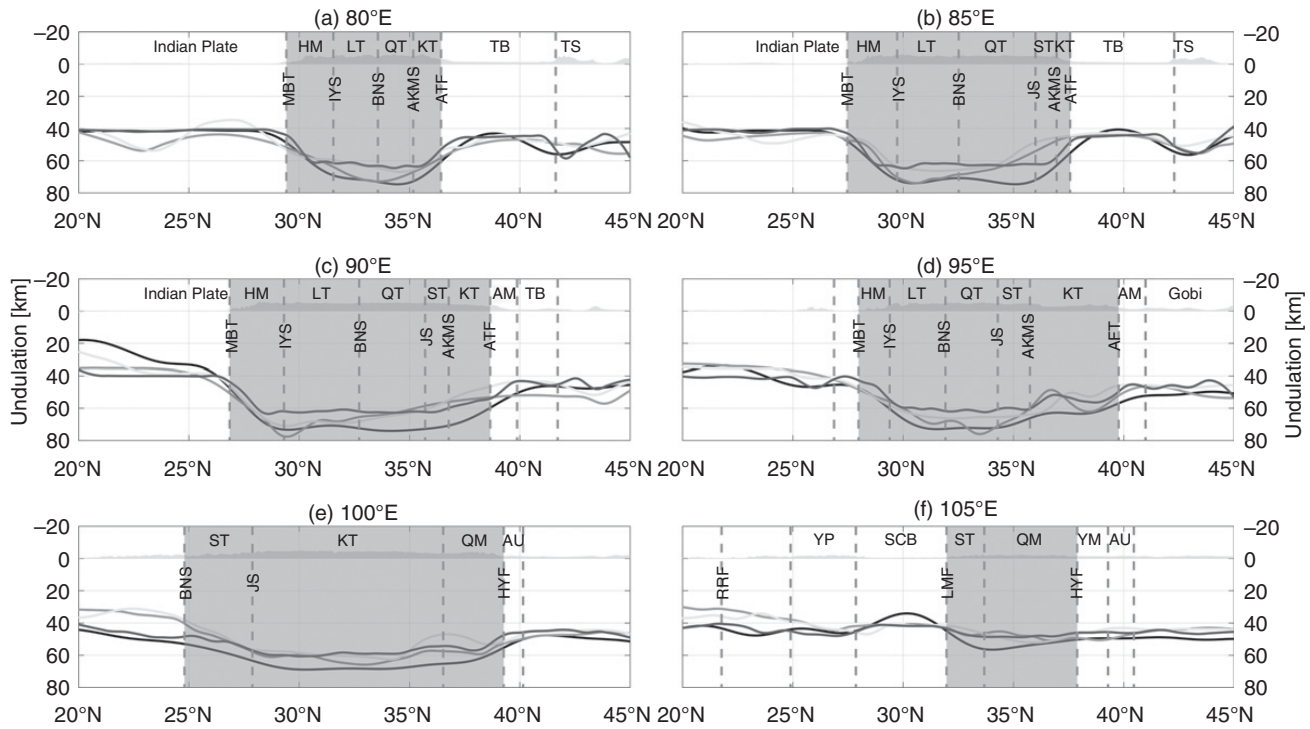 (a) 80°E
(b) 85°E
−20
Indian Plate HM LT QT KT TB TS
Indian Plate HM LT QT ST KT TB TS
−20
0
MBT IYS BNS AKMS ATF
MBT IYS BNS JS AKMS ATF
0
20
20
40
40
60
60
80
80
20°N 25°N 30°N 35°N 40°N 45°N
20°N 25°N 30°N 35°N 40°N 45°N
(c) 90°E
(d) 95°E
Undulation [km]
−20
Indian Plate HM LT QT ST KT AM TB
HM LT QT ST KT AM Gobi
−20
0
MBT IYS BNS JS AKMS ATF
MBT IYS BNS JS AKMS AFT
0
20
20
40
40
60
60
80
80
Undulation [km]
20°N 25°N 30°N 35°N 40°N 45°N
20°N 25°N 30°N 35°N 40°N 45°N
(e) 100°E
(f) 105°E
−20
ST KT QM AU
YP SCB ST QM YM AU
−20
0
BNS JS HYF
RRF LMF HYF
0
20
20
40
40
60
60
80
80
20°N 25°N 30°N 35°N 40°N 45°N
20°N 25°N 30°N 35°N 40°N 45°N